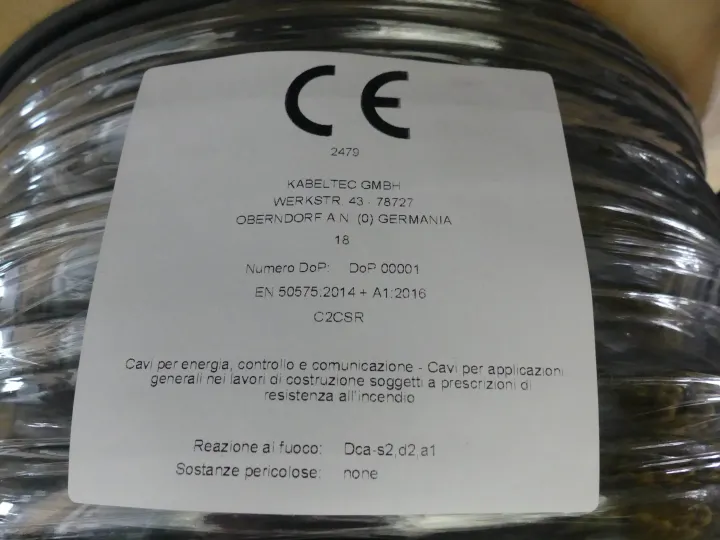 CE
2479
KABELTEC GMBH
WERKSTR. 43 - 78727
OBERNDORF A.N. (0) GERMANIA
18
Numero DoP: DoP 00001
EN 50575:2014 + A1:2016
C2CSR
Cavi per energia, controllo e comunicazione - Cavi per applicazioni
generali nei lavori di costruzione soggetti a prescrizioni di
resistenza all'incendio
Reazione al fuoco: Dca-s2,d2,a1
Sostanze pericolose: none